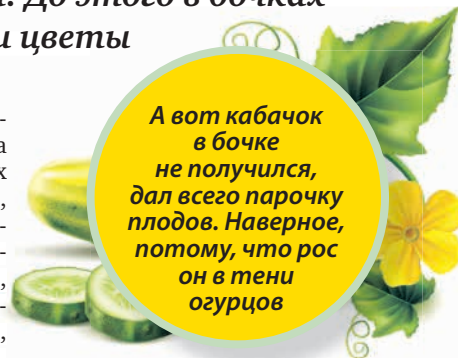 До этого в бочках
и цветы
а
х
А вот кабачок
в бочке
не получился,
дал всего парочку
плодов. Наверное,
потому, что рос
он в тени
огурцов